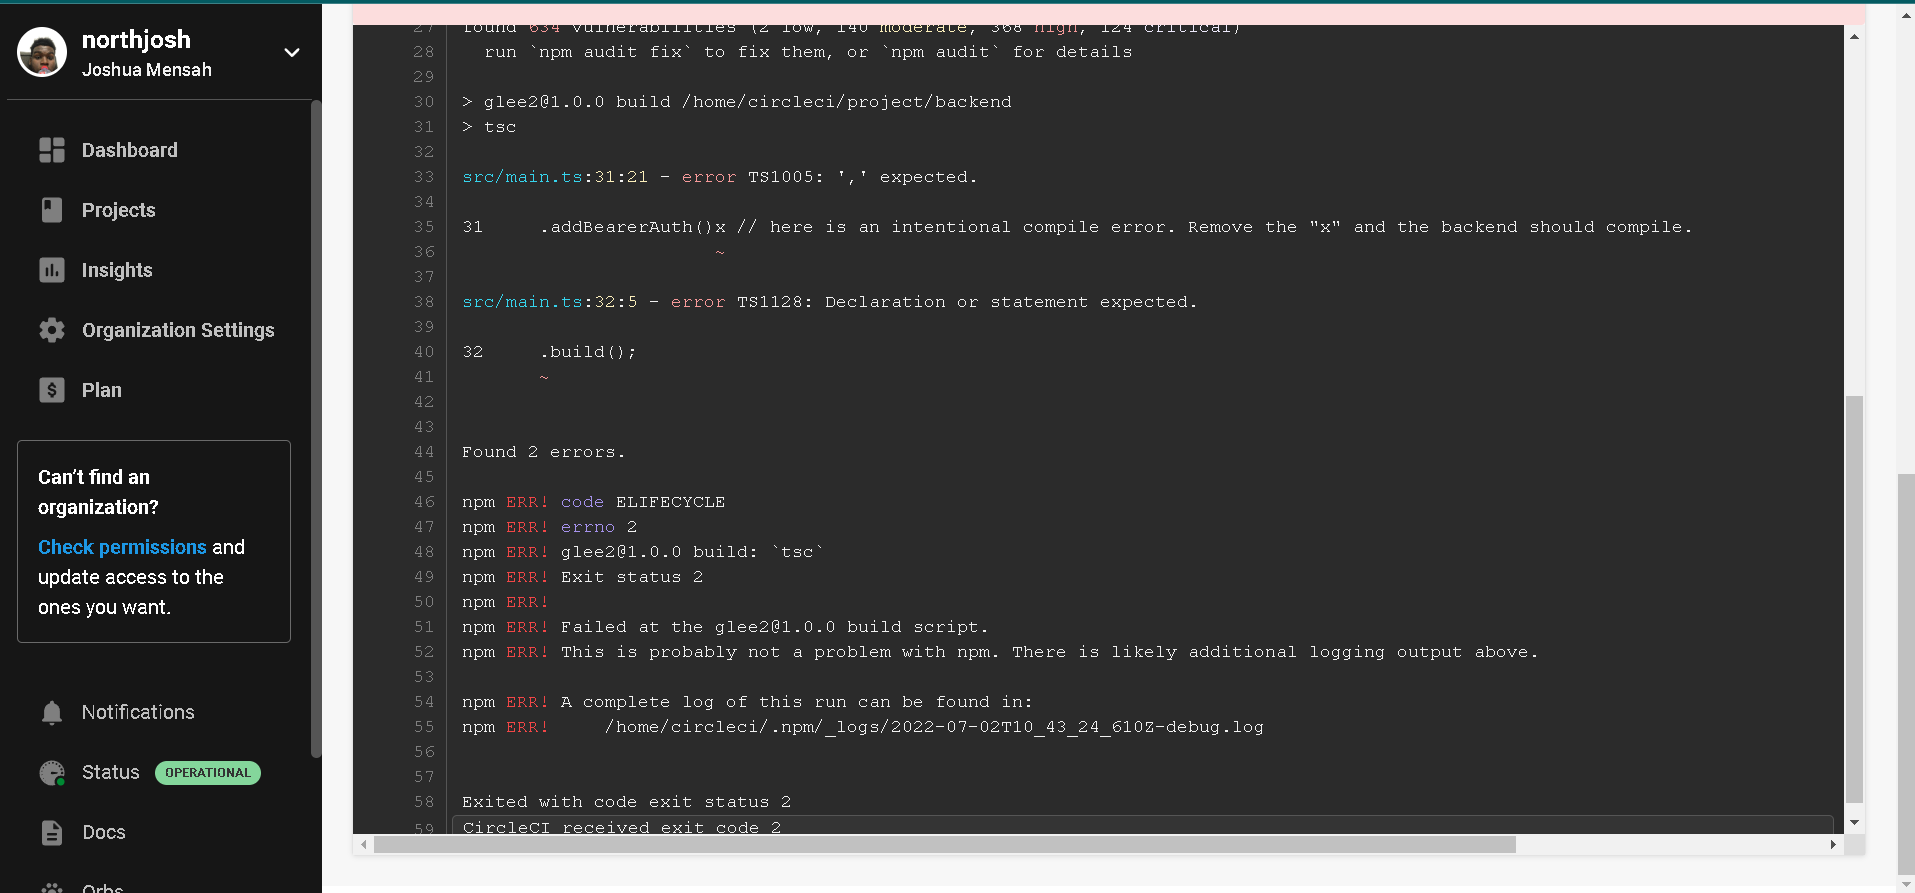 northjosh
Joshua Mensah
Dashboard
Projects
Insights
Organization Settings
Plan
Can't find an
organization?
Check permissions and
update access to the
ones you want.
Notifications
Status OPERATIONAL
Docs
Orbs
27 found 634 vulnerabilities (2 low, 140 moderate, 368 high, 124 critical)
28 run `npm audit fix` to fix them, or `npm audit` for details
29
30 > glee2@1.0.0 build /home/circleci/project/backend
31 > tsc
32
33 src/main.ts:31:21 - error TS1005: ',' expected.
34
35 31 .addBearerAuth()x // here is an intentional compile error. Remove the "x" and the backend should compile.
36 ~
37
38 src/main.ts:32:5 - error TS1128: Declaration or statement expected.
39
40 32 .build();
41 ~
42
43
44 Found 2 errors.
45
46 npm ERR! code ELIFECYCLE
47 npm ERR! errno 2
48 npm ERR! glee2@1.0.0 build: `tsc`
49 npm ERR! Exit status 2
50 npm ERR!
51 npm ERR! Failed at the glee2@1.0.0 build script.
52 npm ERR! This is probably not a problem with npm. There is likely additional logging output above.
53
54 npm ERR! A complete log of this run can be found in:
55 npm ERR! /home/circleci/.npm/_logs/2022-07-02T10_43_24_610Z-debug.log
56
57
58 Exited with code exit status 2
59 CircleCI received exit code 2